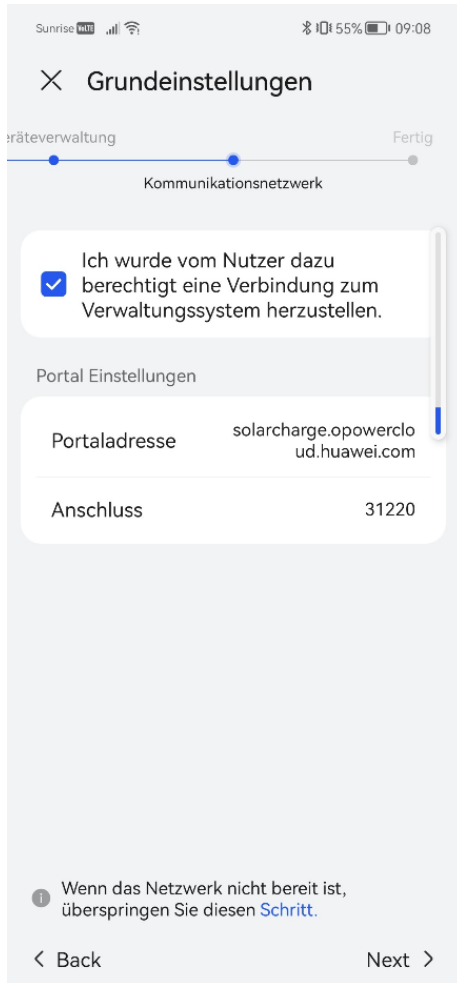 Sunrise VoLTE 55% 09:08
Grundeinstellungen
eräteverwaltung
Fertig
Kommunikationsnetzwerk
Ich wurde vom Nutzer dazu
berechtigt eine Verbindung zum
Verwaltungssystem herzustellen.
Portal Einstellungen
Portaladresse
solarcharge.opowerclo
ud.huawei.com
Anschluss
31220
Wenn das Netzwerk nicht bereit ist,
überspringen Sie diesen Schritt.
Back
Next